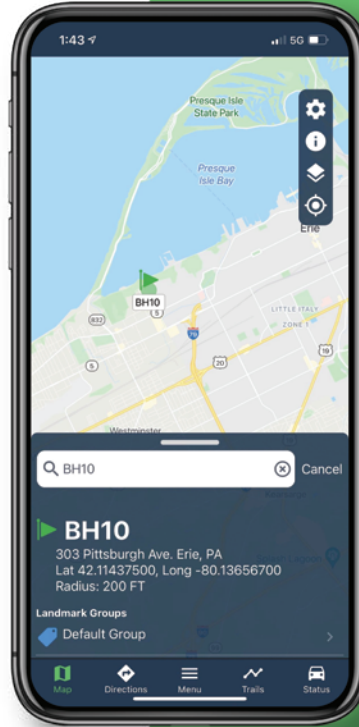 1:43
5G
Presque Isle
State Park
Presque
Isle Bay
Erie
BH10
5
832
LITTLE ITALY
ZONE 1
79
5
20
19
Westminster
BH10
Cancel
BH10
303 Pittsburgh Ave. Erie, PA
Lat 42.11437500, Long -80.13656700
Radius: 200 FT
Landmark Groups
Default Group
Map
Directions
Menu
Trails
Status